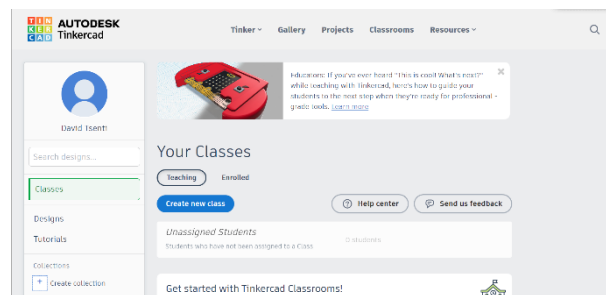 TIN
KER
CAD
AUTODESK
Tinkercad
Tinker
Gallery
Projects
Classrooms
Resources
David Tsenti
Search designs...
Classes
Designs
Tutorials
Collections
+ Create collection
Educators: If you've ever heard "This is cool! What's next?"
while teaching with Tinkercad, here's how to guide your
students to the next step when they're ready for professional-
grade tools. Learn more
Your Classes
Teaching
Enrolled
Create new class
Help center
Send us feedback
Unassigned Students
Students who have not been assigned to a Class
0 students
Get started with Tinkercad Classrooms!